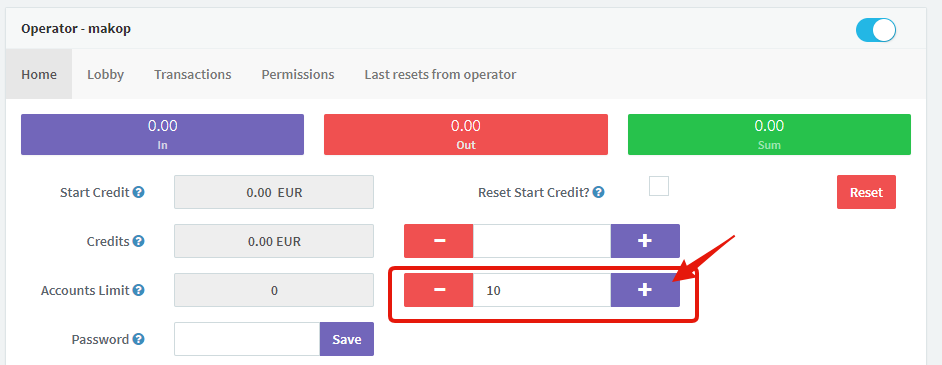 Operator - makop
Home Lobby Transactions Permissions Last resets from operator
0.00 0.00 0.00
In Out Sum
Start Credit ? 0.00 EUR Reset Start Credit? ? Reset
Credits ? 0.00 EUR − +
Accounts Limit ? 0 − 10 +
Password ? Save